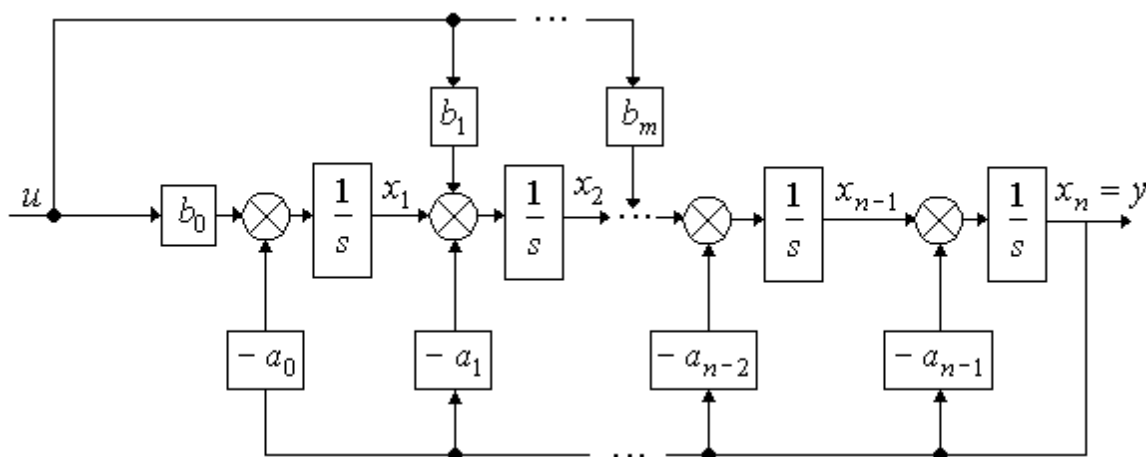 ...
b₁
bₘ
u
b₀
1/s
x₁
1/s
x₂
...
1/s
xₙ₋₁
1/s
xₙ = y
− a₀
− a₁
− aₙ₋₂
− aₙ₋₁
...